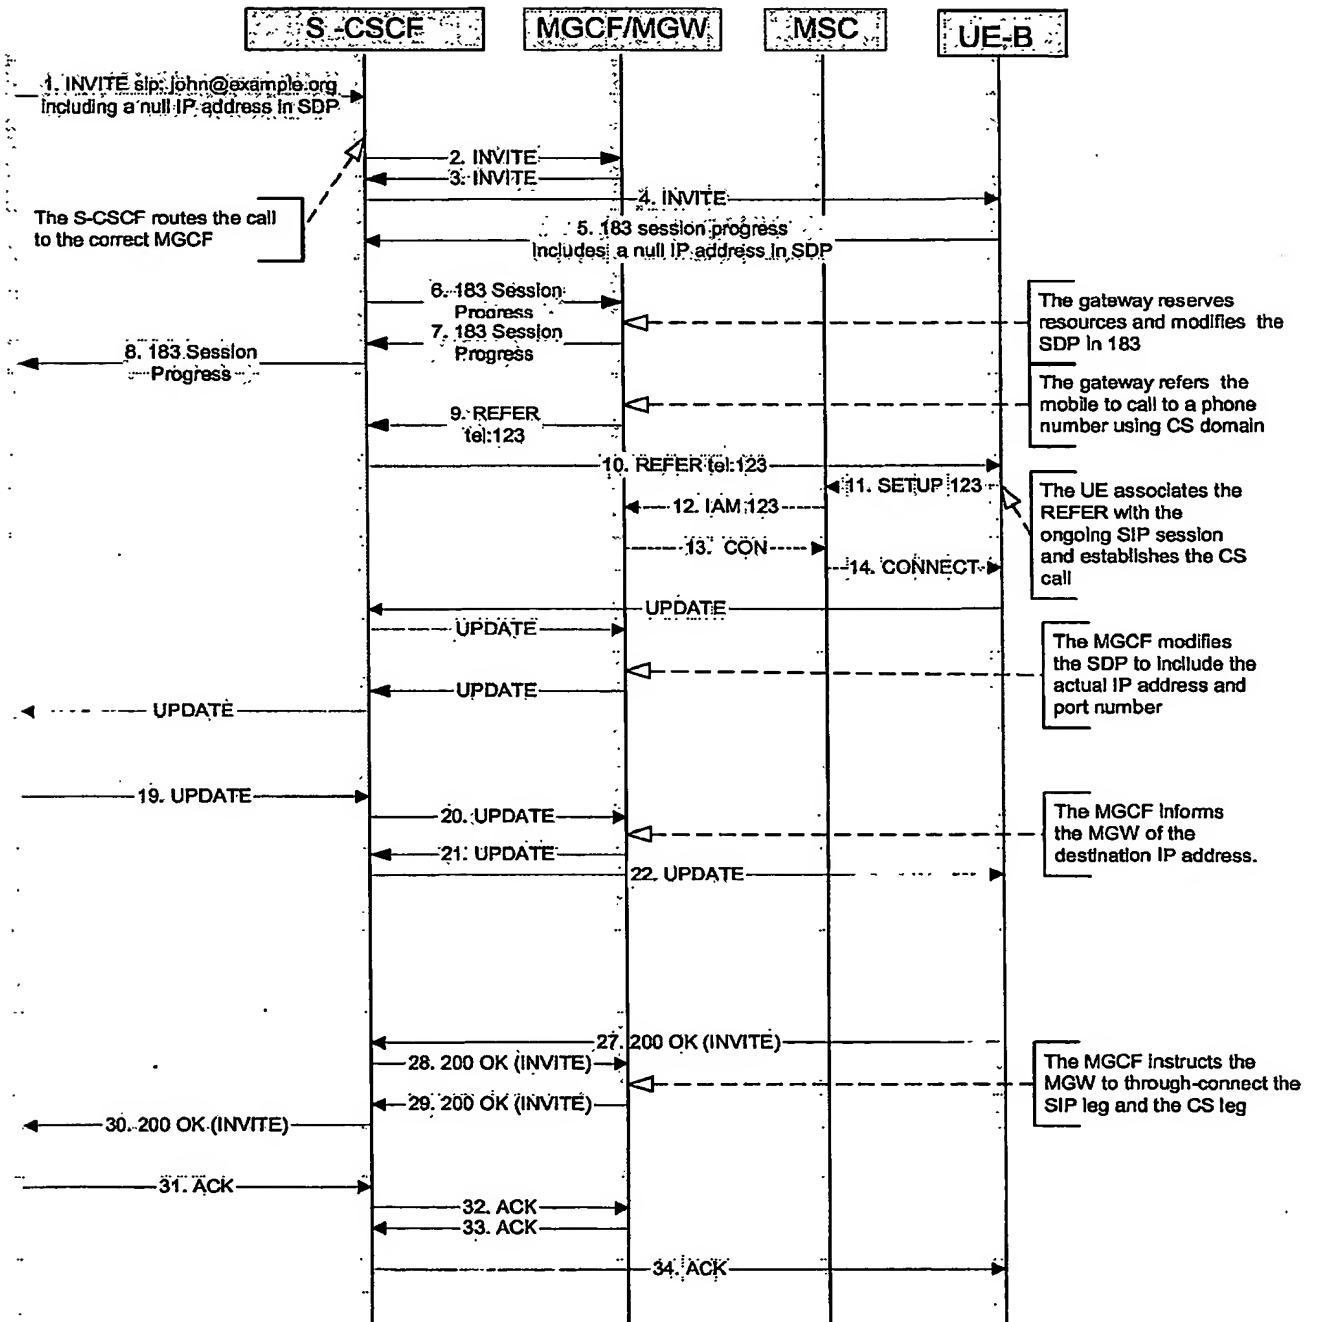 S-CSCF
MGCF/MGW
MSC
UE-B
1. INVITE sip: john@example.org
including a null IP address in SDP
2. INVITE
3. INVITE
4. INVITE
The S-CSCF routes the call
to the correct MGCF
5. 183 session progress
includes a null IP address in SDP
6. 183 Session
Progress
7. 183 Session
Progress
8. 183 Session
Progress
The gateway reserves
resources and modifies the
SDP in 183
The gateway refers the
mobile to call to a phone
number using CS domain
9. REFER
tel:123
10. REFER tel:123
11. SETUP 123
12. IAM 123
13. CON
14. CONNECT
The UE associates the
REFER with the
ongoing SIP session
and establishes the CS
call
UPDATE
UPDATE
UPDATE
UPDATE
The MGCF modifies
the SDP to include the
actual IP address and
port number
19. UPDATE
20. UPDATE
21. UPDATE
22. UPDATE
The MGCF informs
the MGW of the
destination IP address.
27. 200 OK (INVITE)
28. 200 OK (INVITE)
29. 200 OK (INVITE)
30. 200 OK (INVITE)
The MGCF instructs the
MGW to through-connect the
SIP leg and the CS leg
31. ACK
32. ACK
33. ACK
34. ACK